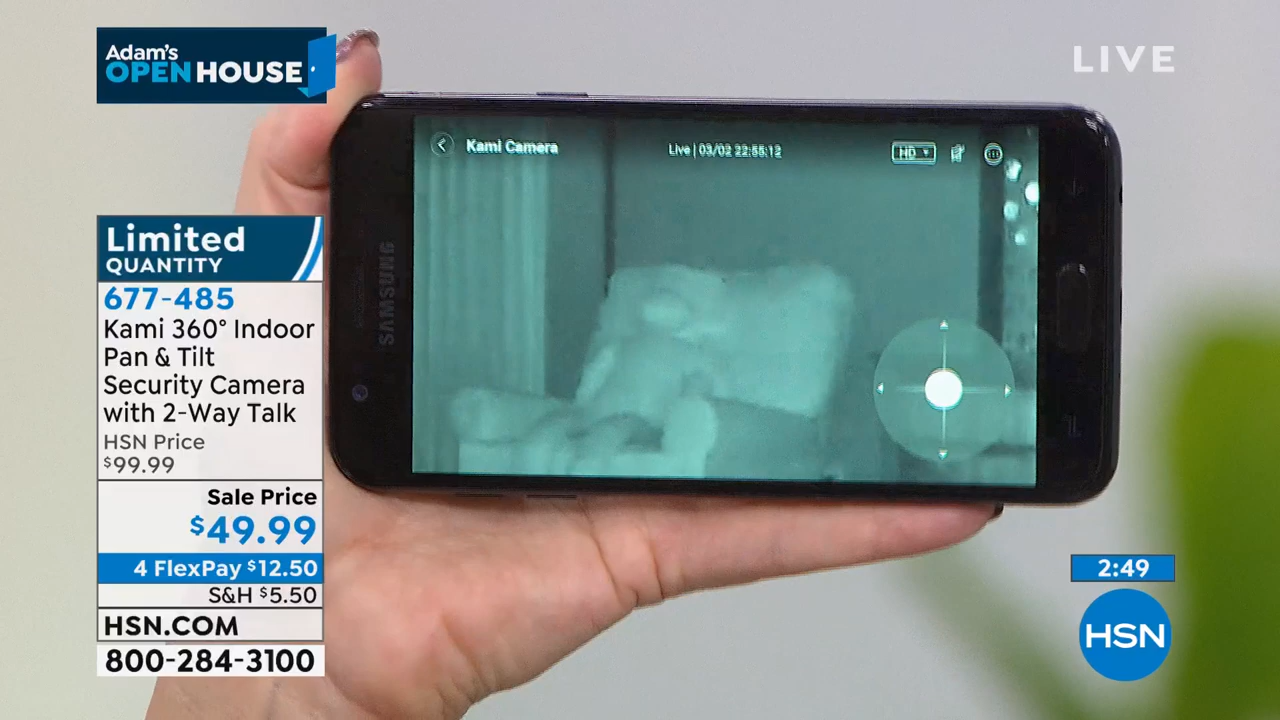 Adam's
OPEN HOUSE
LIVE
Kami Camera
Live | 03/02 22:55:12
HD
SAMSUNG
Limited
QUANTITY
677-485
Kami 360° Indoor
Pan & Tilt
Security Camera
with 2-Way Talk
HSN Price
$99.99
Sale Price
$49.99
4 FlexPay $12.50
S&H $5.50
HSN.COM
800-284-3100
2:49
HSN